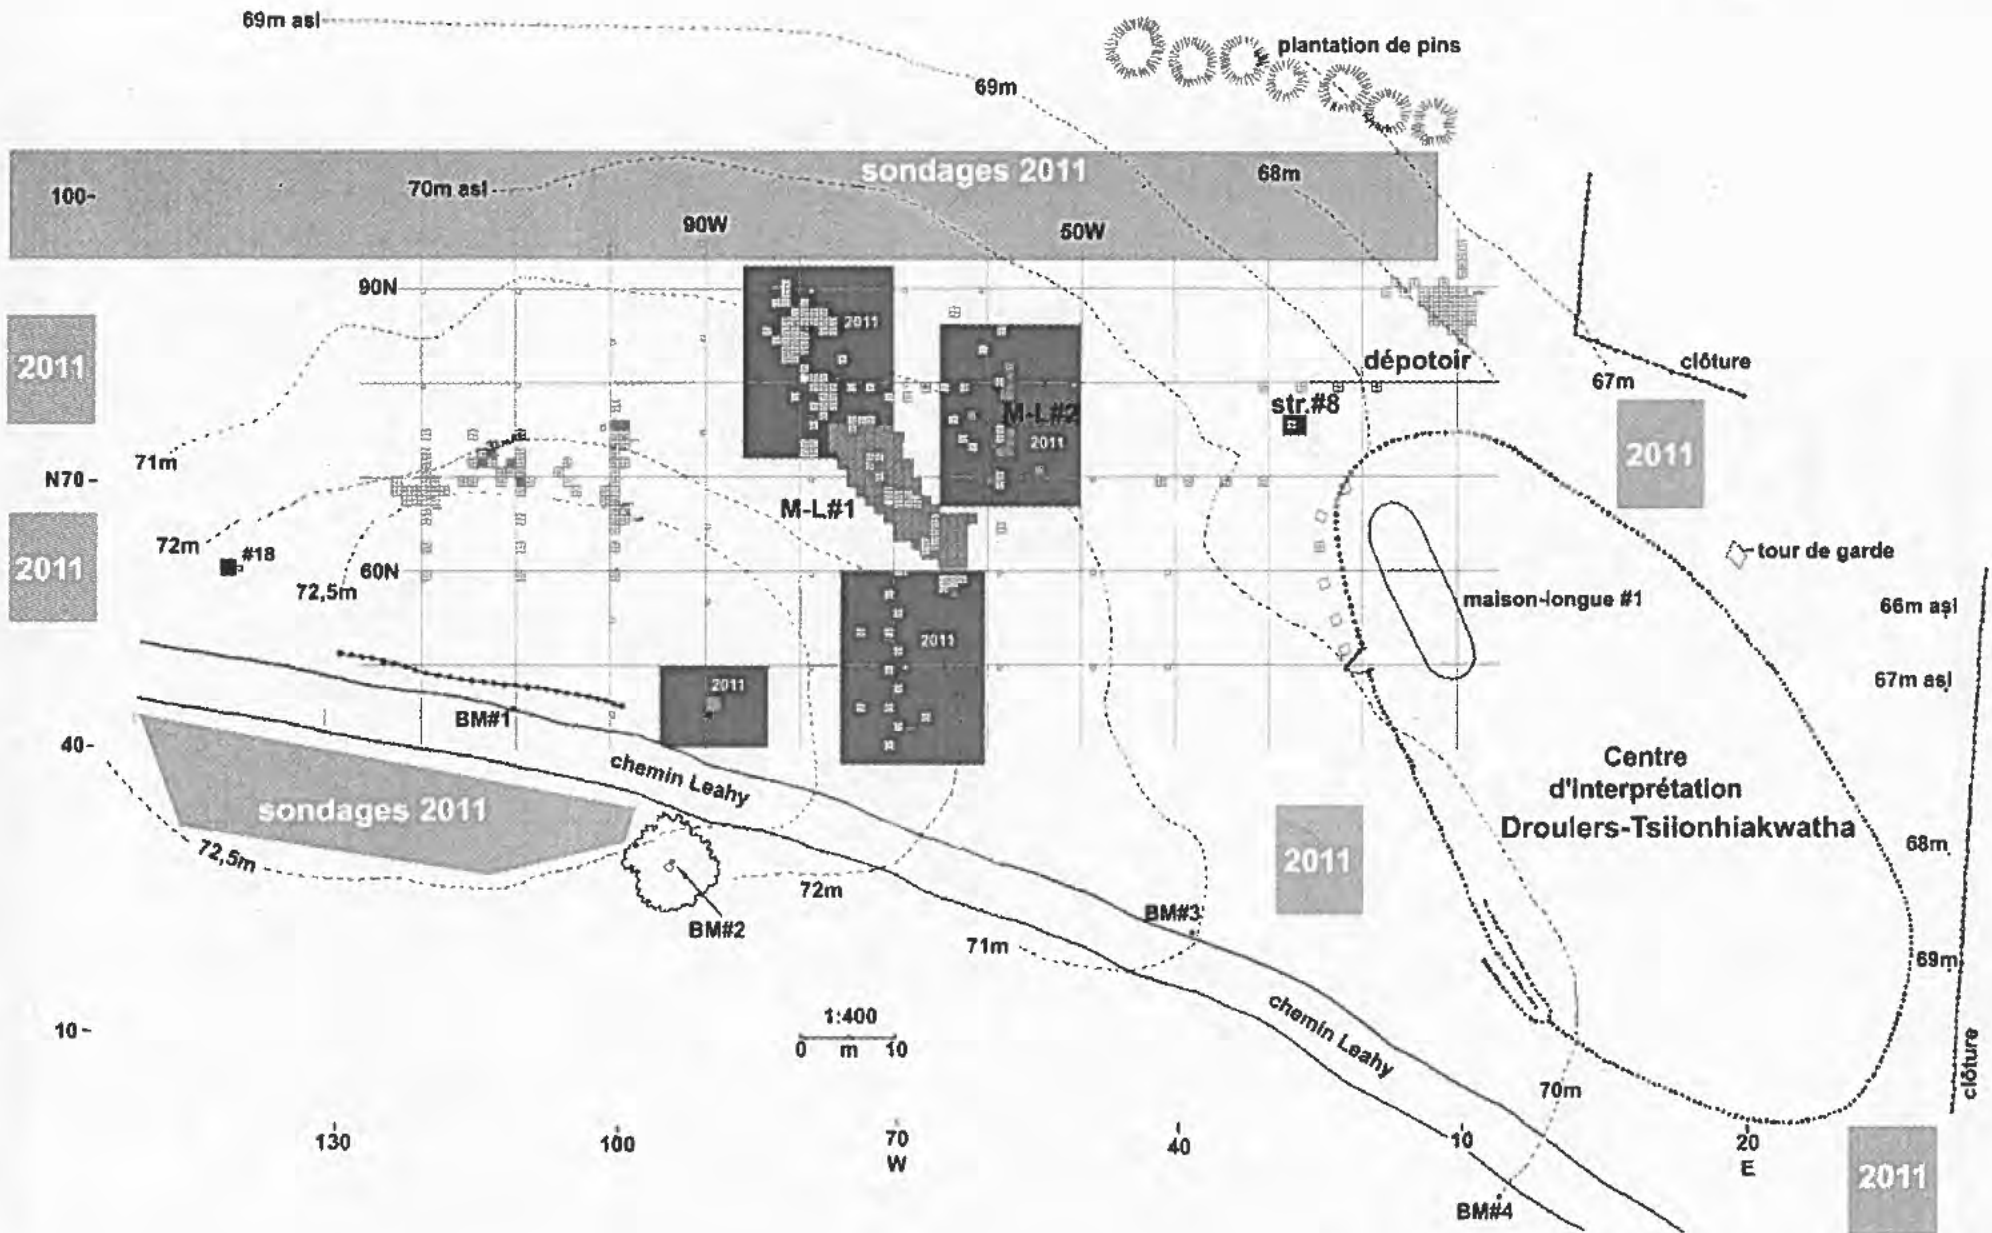 69m asl
plantation de pins
69m
sondages 2011
68m
100-
70m asl
90W
50W
90N
2011
2011
dépotoir
clôture
67m
M-L#2
str.#8
2011
2011
71m
N70 -
M-L#1
72m
#18
2011
60N
72,5m
tour de garde
maison-longue #1
66m asl
2011
67m asl
2011
BM#1
40-
chemin Leahy
Centre
d'Interprétation
Droulers-Tsiionhiakwatha
sondages 2011
72,5m
68m
2011
72m
BM#3
BM#2
71m
69m
chemin Leahy
10 -
1:400
0 m 10
clôture
70m
130
100
70
W
40
10
20
E
2011
BM#4